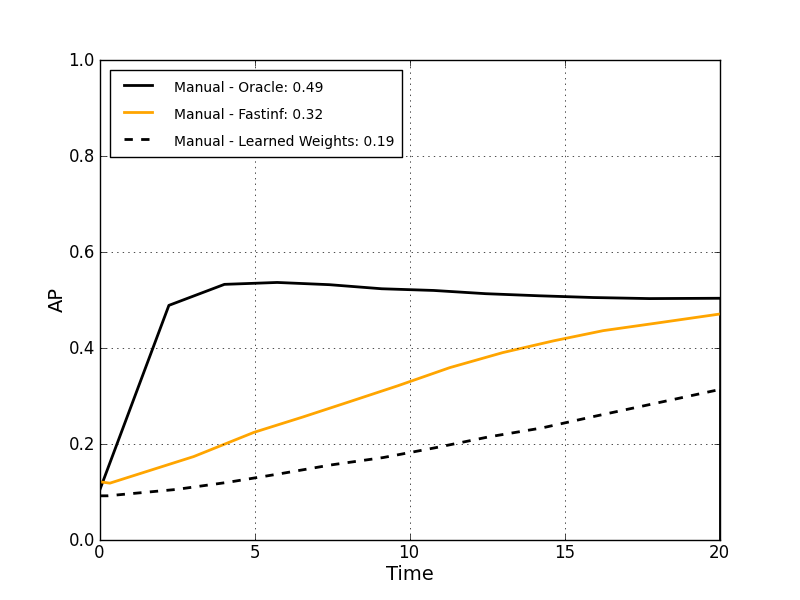 1.0
0.8
0.6
0.4
0.2
0.0
AP
Manual - Oracle: 0.49
Manual - Fastinf: 0.32
Manual - Learned Weights: 0.19
0 5 10 15 20
Time